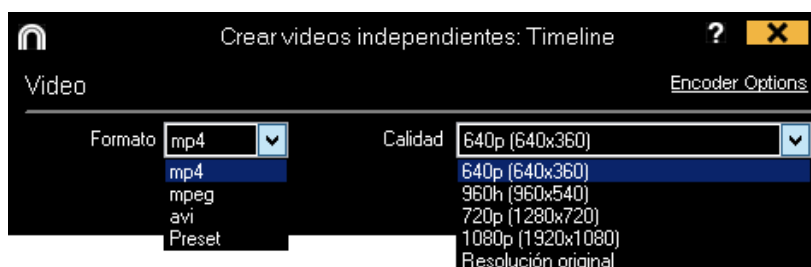 Crear videos independientes: Timeline ?
Video Encoder Options
Formato mp4 Calidad 640p (640x360)
mp4 640p (640x360)
mpeg 960h (960x540)
avi 720p (1280x720)
Preset 1080p (1920x1080)
Resolución original